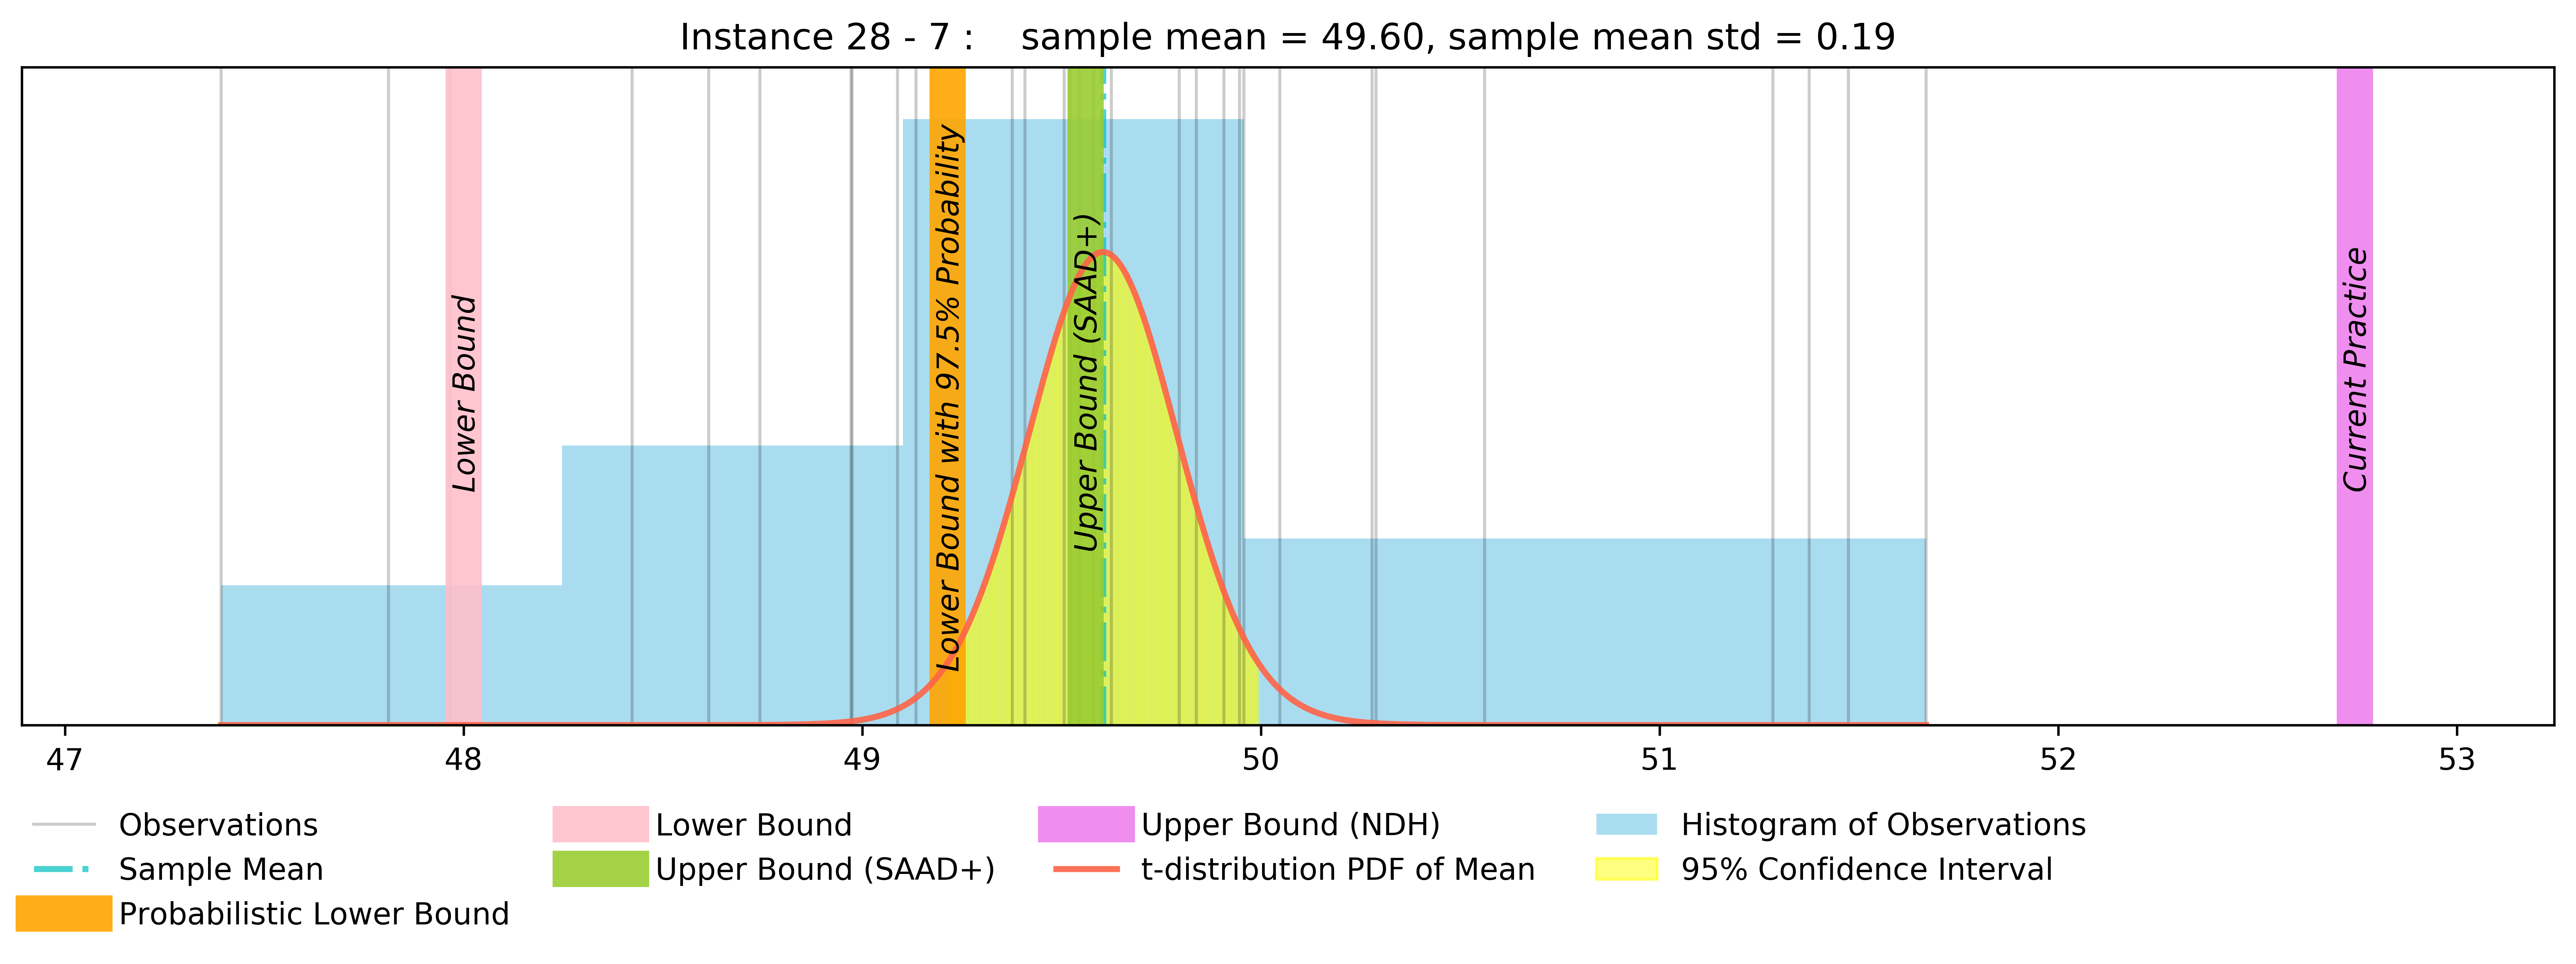 Instance 28 - 7 :    sample mean = 49.60, sample mean std = 0.19
Lower Bound
Lower Bound with 97.5% Probability
Upper Bound (SAAD+)
Current Practice
47 48 49 50 51 52 53
Observations Lower Bound Upper Bound (NDH) Histogram of Observations
Sample Mean Upper Bound (SAAD+) t-distribution PDF of Mean 95% Confidence Interval
Probabilistic Lower Bound